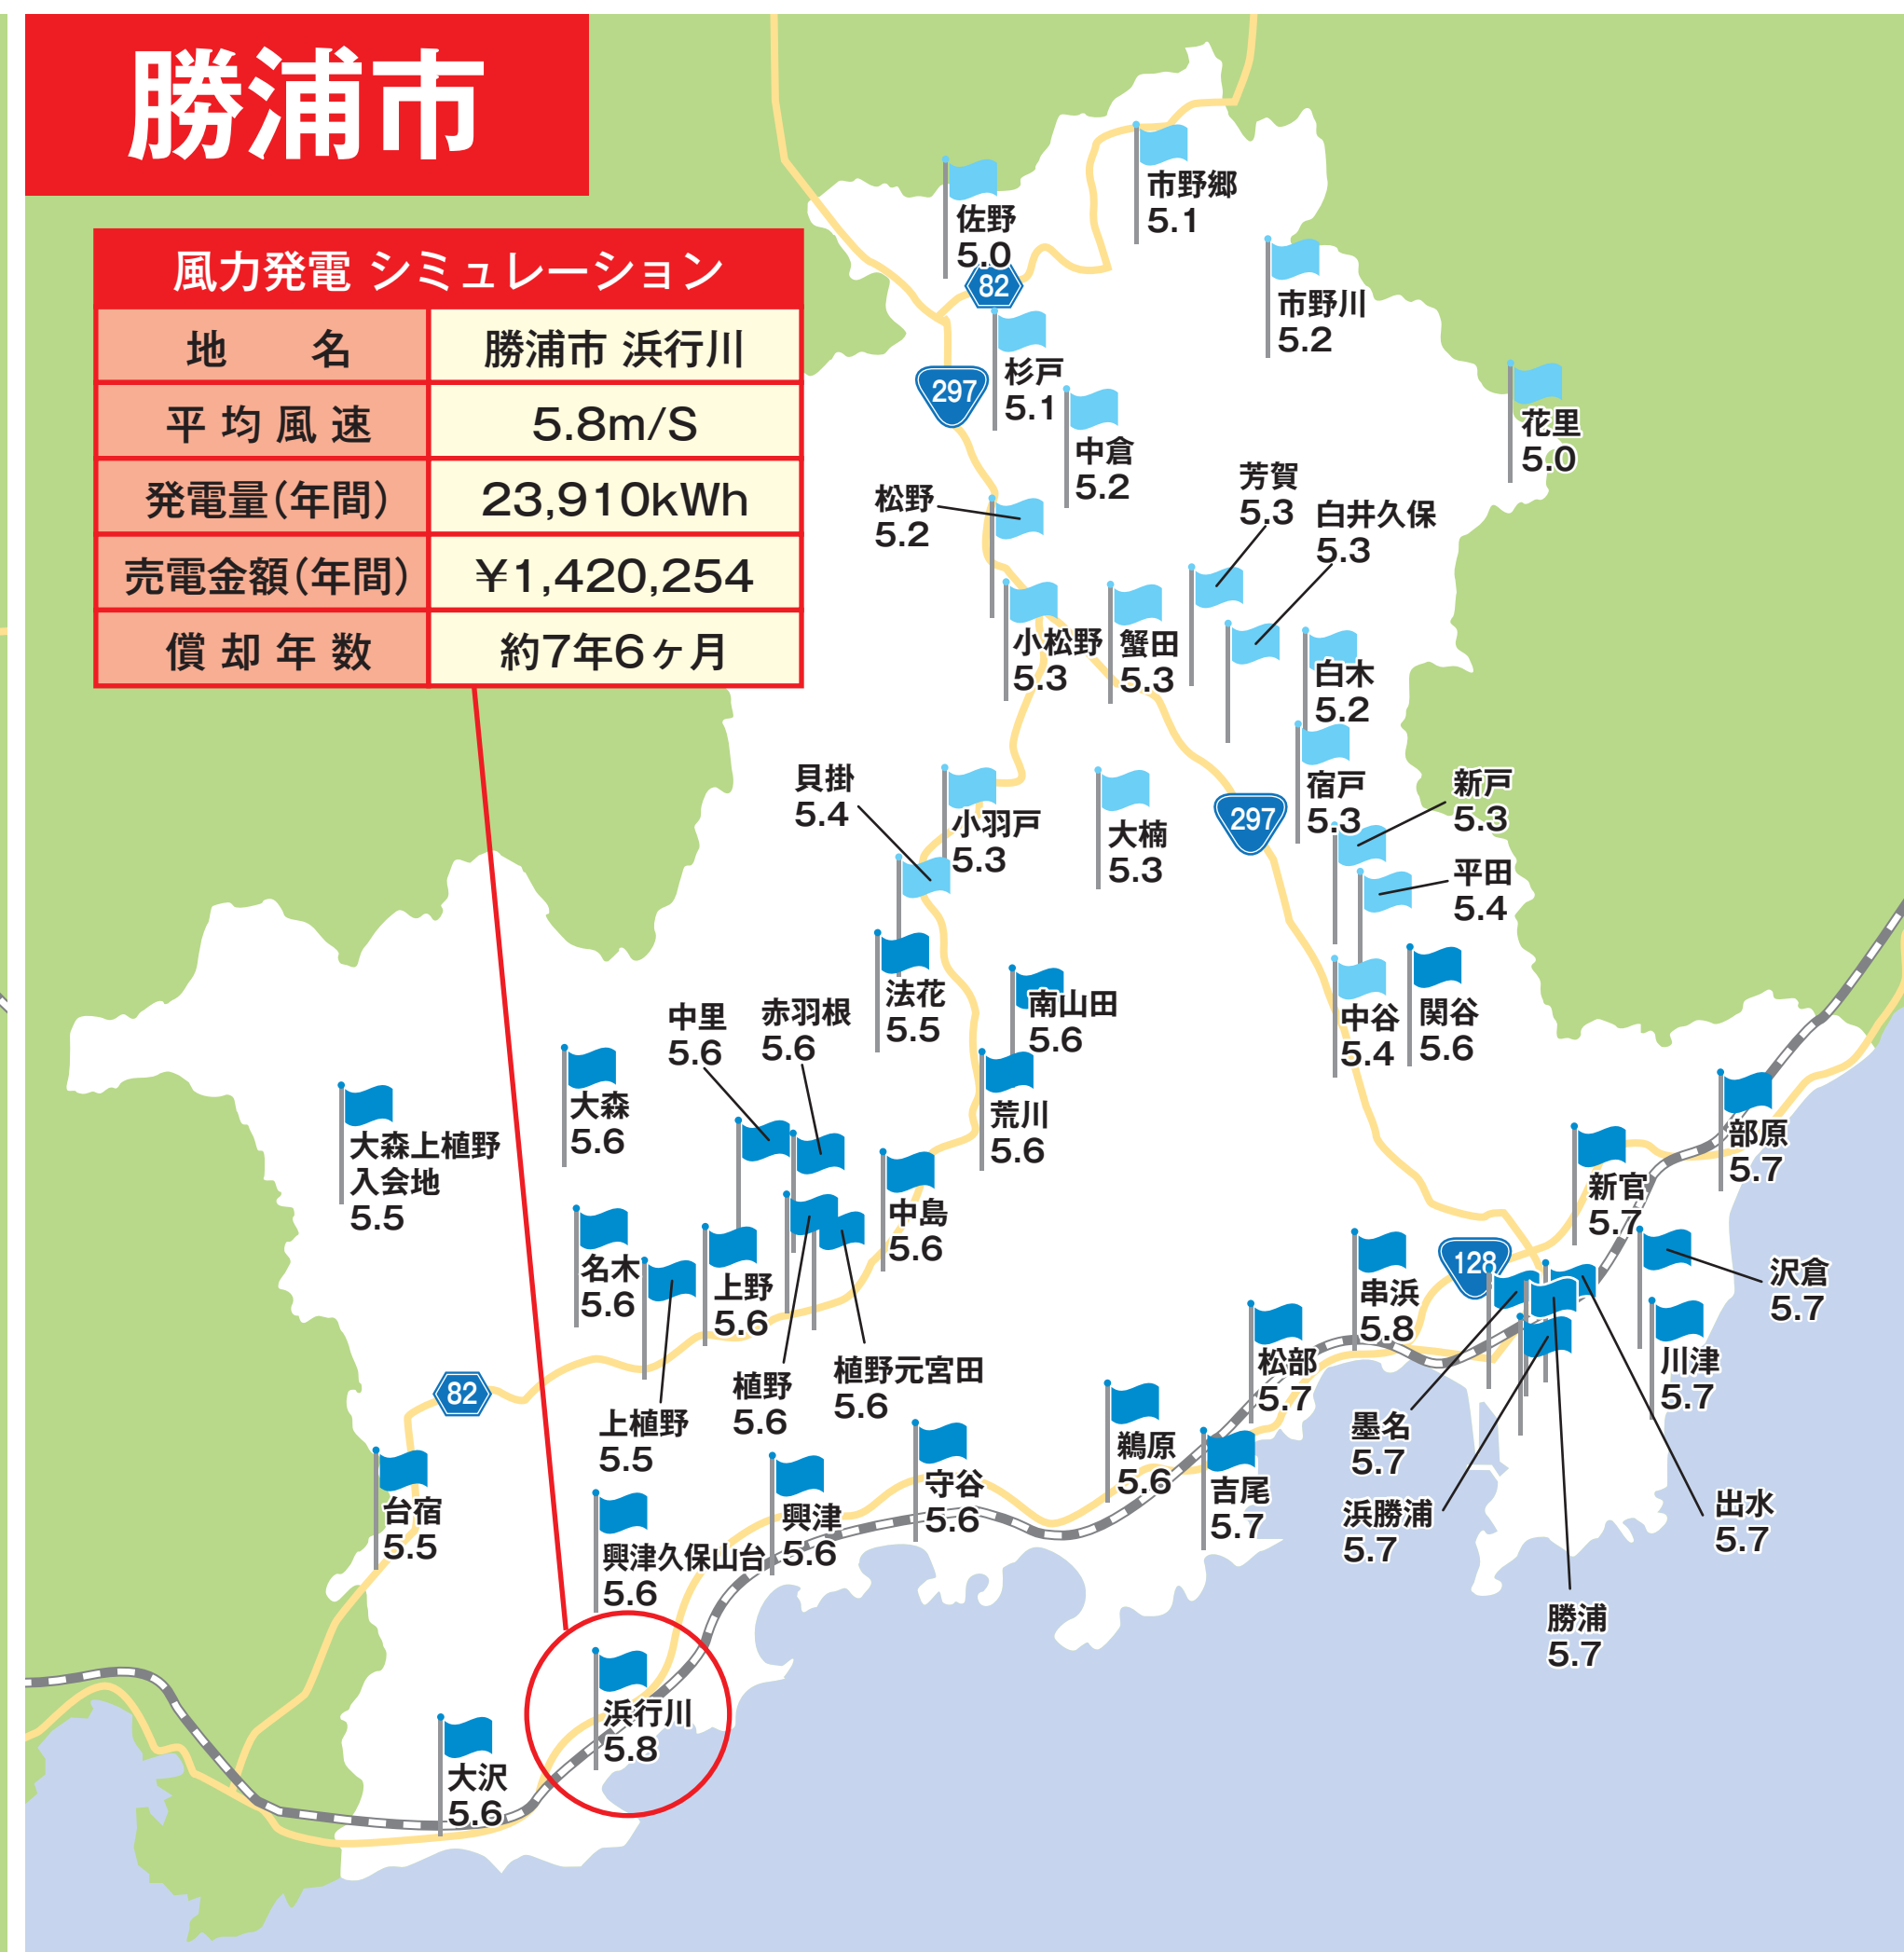 勝浦市
風力発電 シミュレーション
地 名 勝浦市 浜行川
平均風速 5.8m/S
発電量(年間) 23,910kWh
売電金額(年間) ¥1,420,254
償却年数 約7年6ヶ月
市野郷
5.1
佐野
5.0
82
市野川
5.2
杉戸
5.1
297
中倉
5.2
花里
5.0
松野
5.2
芳賀
5.3
白井久保
5.3
小松野
5.3
蟹田
5.3
白木
5.2
貝掛
5.4
小羽戸
5.3
大楠
5.3
297
宿戸
5.3
新戸
5.3
平田
5.4
法花
5.5
南山田
5.6
中谷
5.4
関谷
5.6
中里
5.6
赤羽根
5.6
大森
5.6
荒川
5.6
大森上植野
入会地
5.5
部原
5.7
新官
5.7
中島
5.6
名木
5.6
上野
5.6
128
沢倉
5.7
串浜
5.8
松部
5.7
川津
5.7
82
上植野
5.5
植野
5.6
植野元宮田
5.6
墨名
5.7
鵜原
5.6
守谷
5.6
吉尾
5.7
浜勝浦
5.7
出水
5.7
台宿
5.5
興津
5.6
興津久保山台
5.6
勝浦
5.7
浜行川
5.8
大沢
5.6